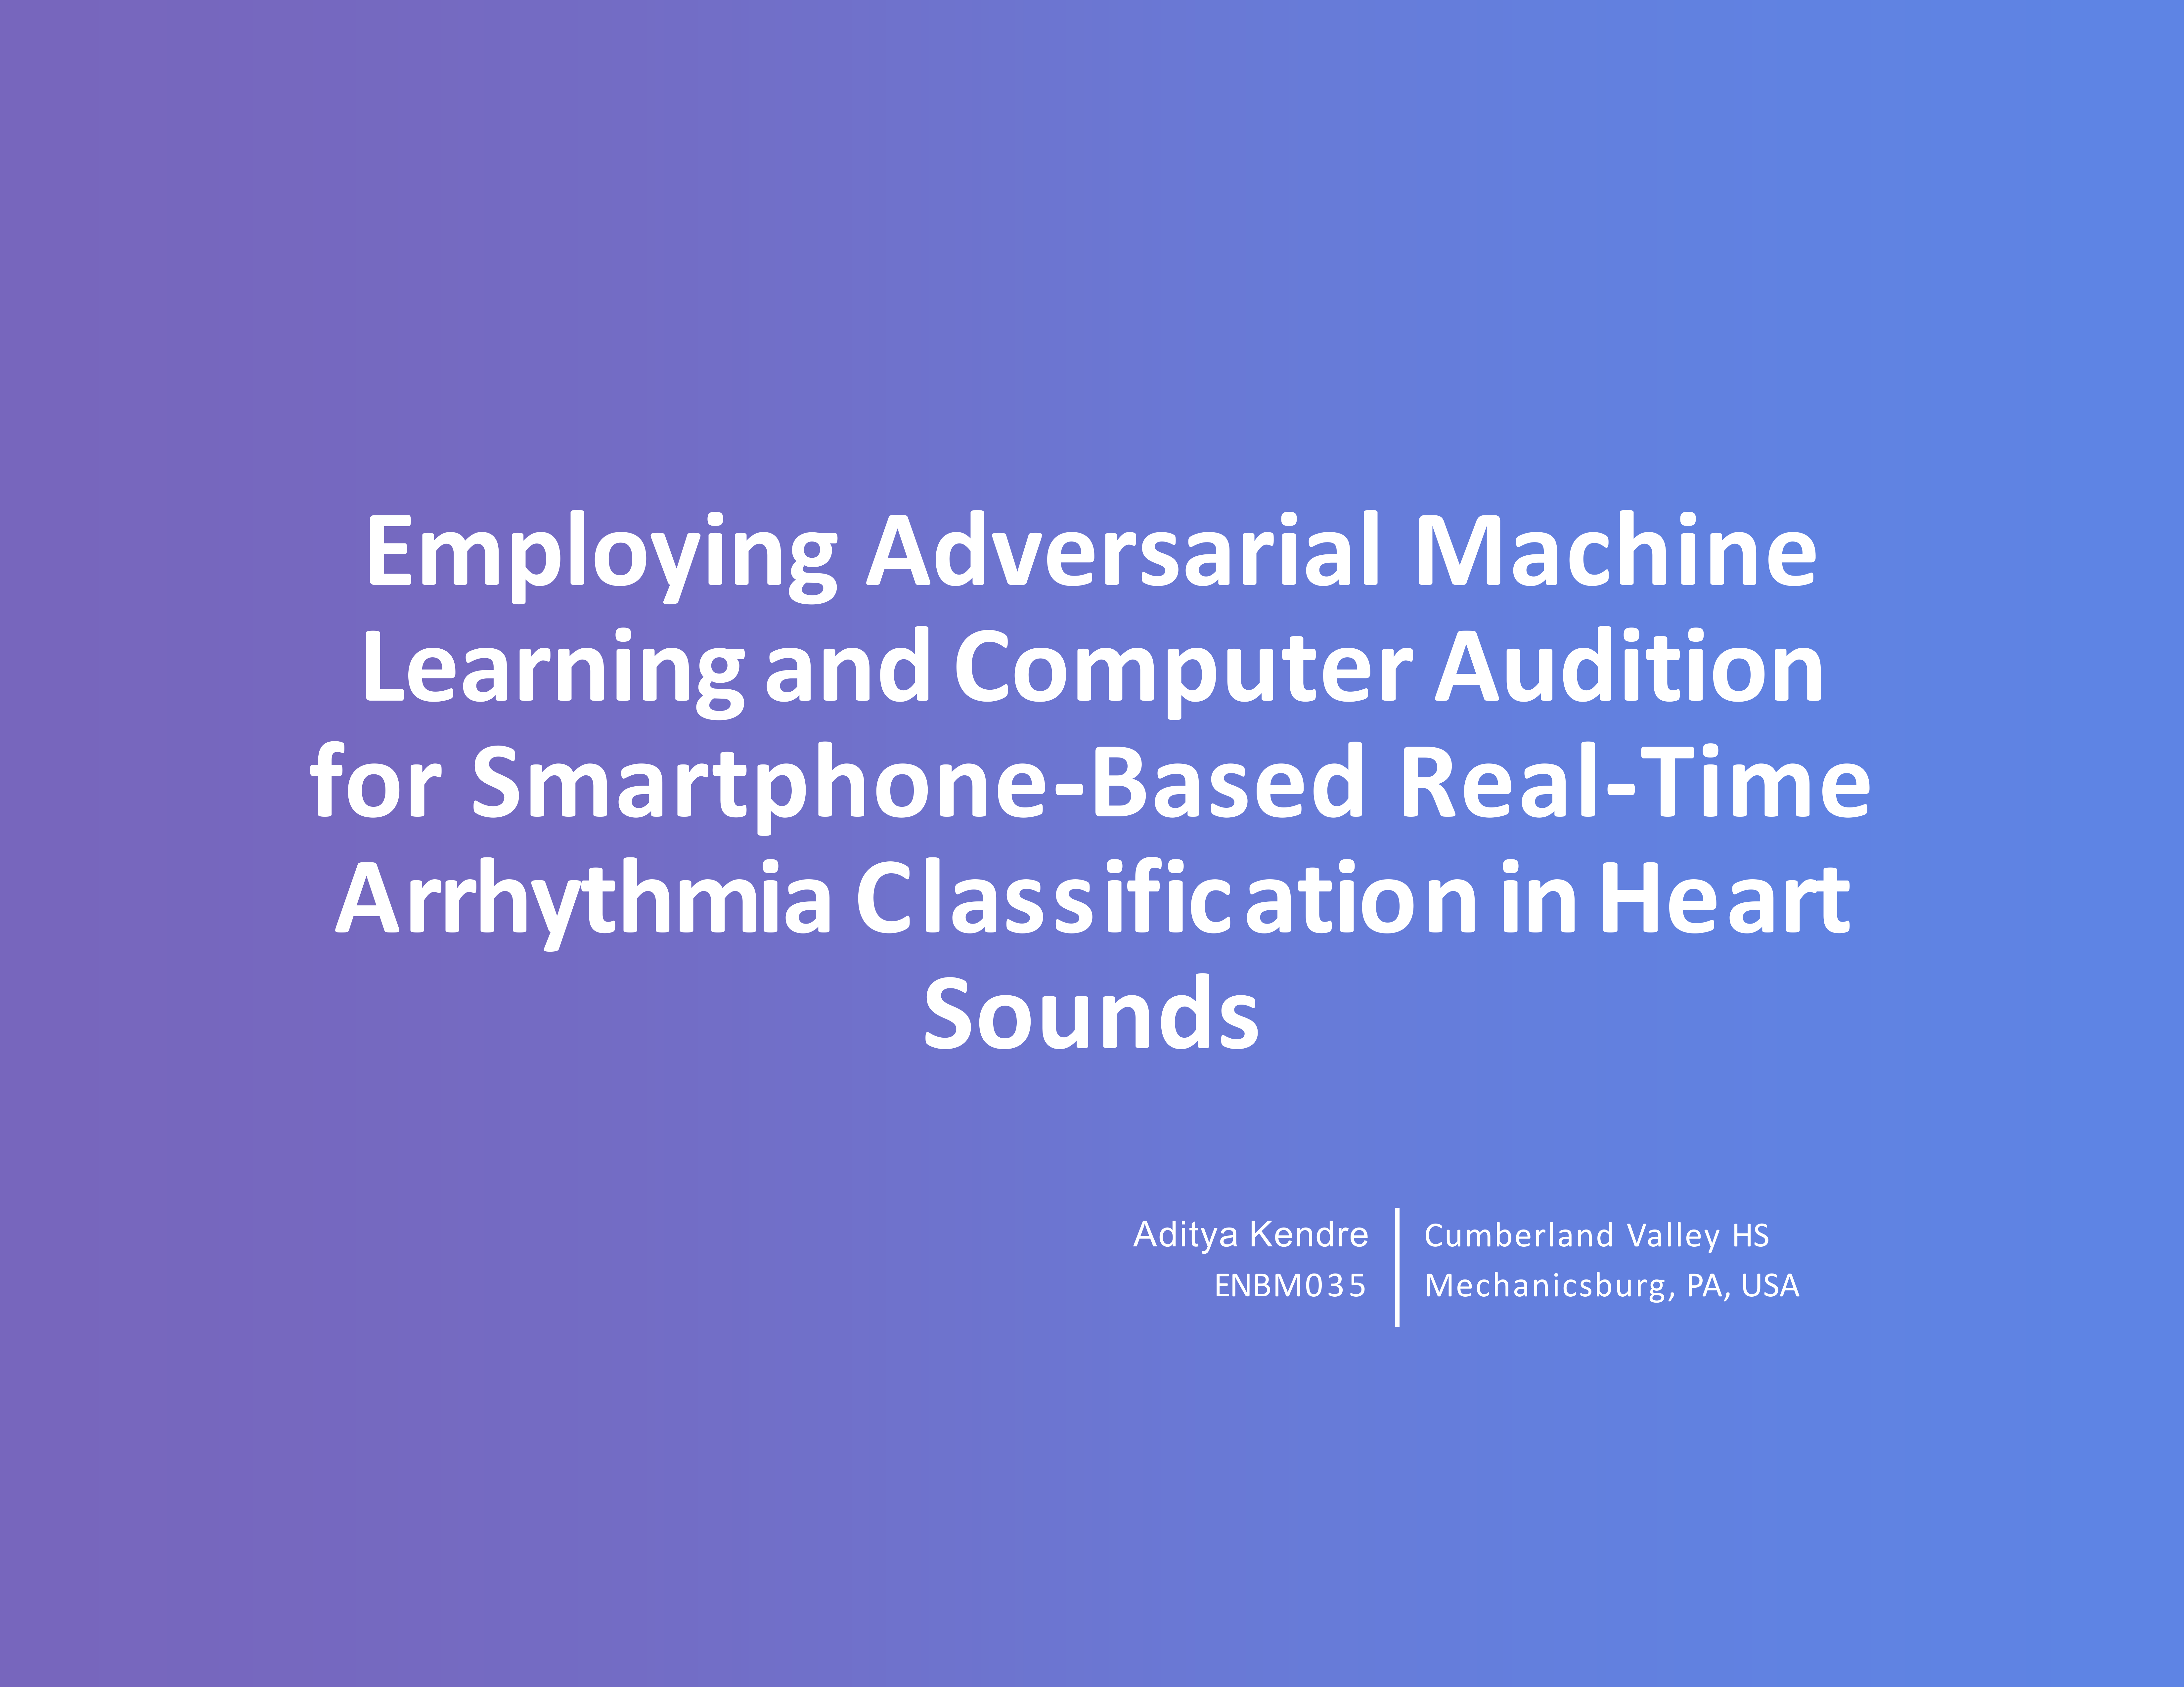 Employing Adversarial Machine
Learning and Computer Audition
for Smartphone-Based Real-Time
Arrhythmia Classification in Heart
Sounds
Aditya Kendre
ENBM035
Cumberland Valley HS
Mechanicsburg, PA, USA